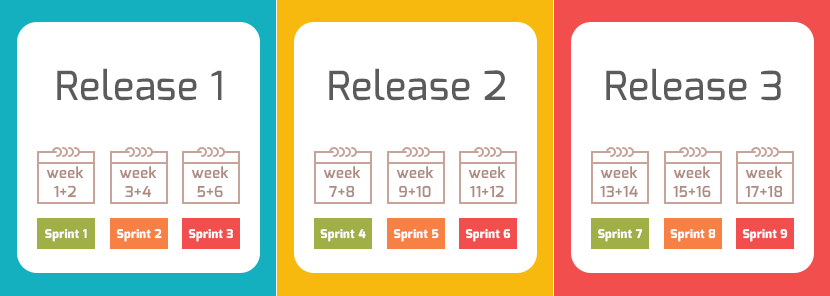 Release 1
week
1+2
week
3+4
week
5+6
Sprint 1
Sprint 2
Sprint 3
Release 2
week
7+8
week
9+10
week
11+12
Sprint 4
Sprint 5
Sprint 6
Release 3
week
13+14
week
15+16
week
17+18
Sprint 7
Sprint 8
Sprint 9